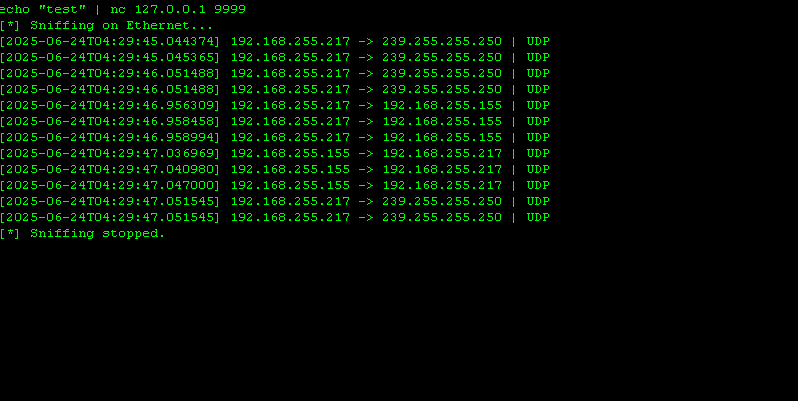 echo "test" | nc 127.0.0.1 9999
[*] Sniffing on Ethernet...
[2025-06-24T04:29:45.044374] 192.168.255.217 -> 239.255.255.250 | UDP
[2025-06-24T04:29:45.045365] 192.168.255.217 -> 239.255.255.250 | UDP
[2025-06-24T04:29:46.051488] 192.168.255.217 -> 239.255.255.250 | UDP
[2025-06-24T04:29:46.051488] 192.168.255.217 -> 239.255.255.250 | UDP
[2025-06-24T04:29:46.956309] 192.168.255.217 -> 192.168.255.155 | UDP
[2025-06-24T04:29:46.958458] 192.168.255.217 -> 192.168.255.155 | UDP
[2025-06-24T04:29:46.958994] 192.168.255.217 -> 192.168.255.155 | UDP
[2025-06-24T04:29:47.036969] 192.168.255.155 -> 192.168.255.217 | UDP
[2025-06-24T04:29:47.040980] 192.168.255.155 -> 192.168.255.217 | UDP
[2025-06-24T04:29:47.047000] 192.168.255.155 -> 192.168.255.217 | UDP
[2025-06-24T04:29:47.051545] 192.168.255.217 -> 239.255.255.250 | UDP
[2025-06-24T04:29:47.051545] 192.168.255.217 -> 239.255.255.250 | UDP
[*] Sniffing stopped.